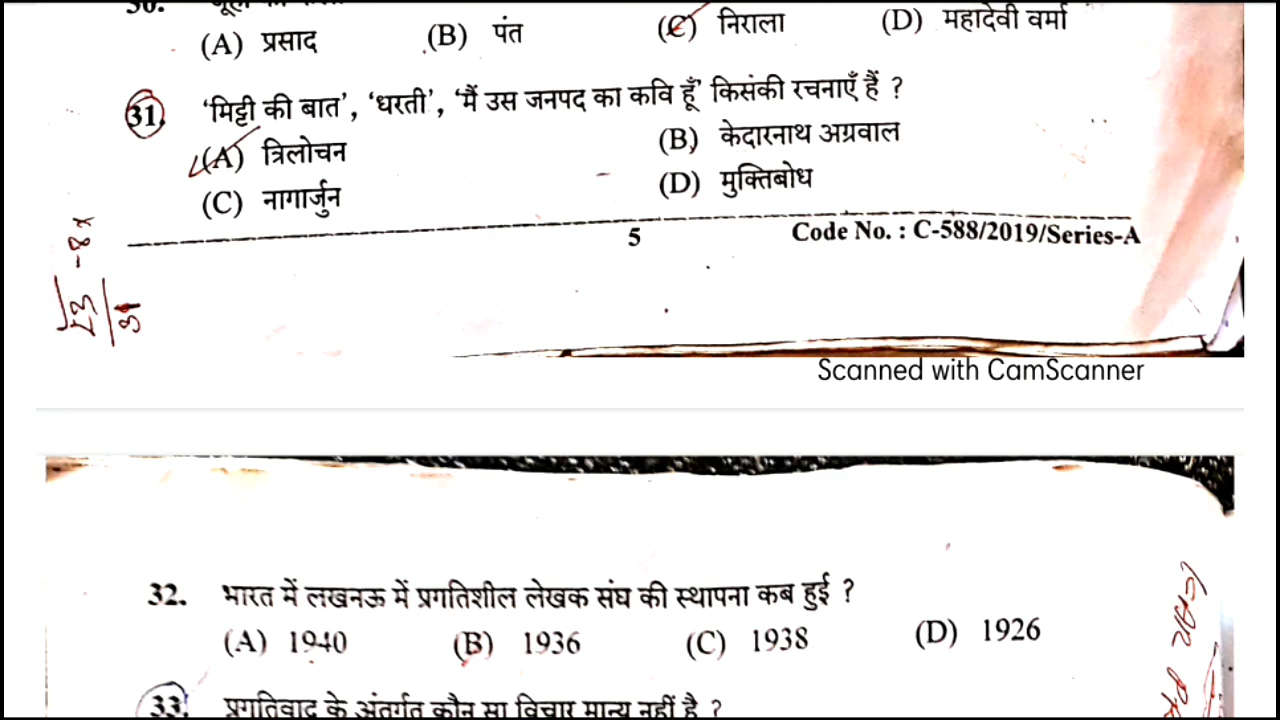 30.
(A) प्रसाद (B) पंत (C) निराला (D) महादेवी वर्मा
31. 'मिट्टी की बात', 'धरती', 'मैं उस जनपद का कवि हूँ' किसकी रचनाएँ हैं ?
(A) त्रिलोचन (B) केदारनाथ अग्रवाल
(C) नागार्जुन (D) मुक्तिबोध
5 Code No. : C-588/2019/Series-A
Scanned with CamScanner
32. भारत में लखनऊ में प्रगतिशील लेखक संघ की स्थापना कब हुई ?
(A) 1940 (B) 1936 (C) 1938 (D) 1926
33. प्रगतिवाद के अंतर्गत कौन सा विचार मान्य नहीं है ?